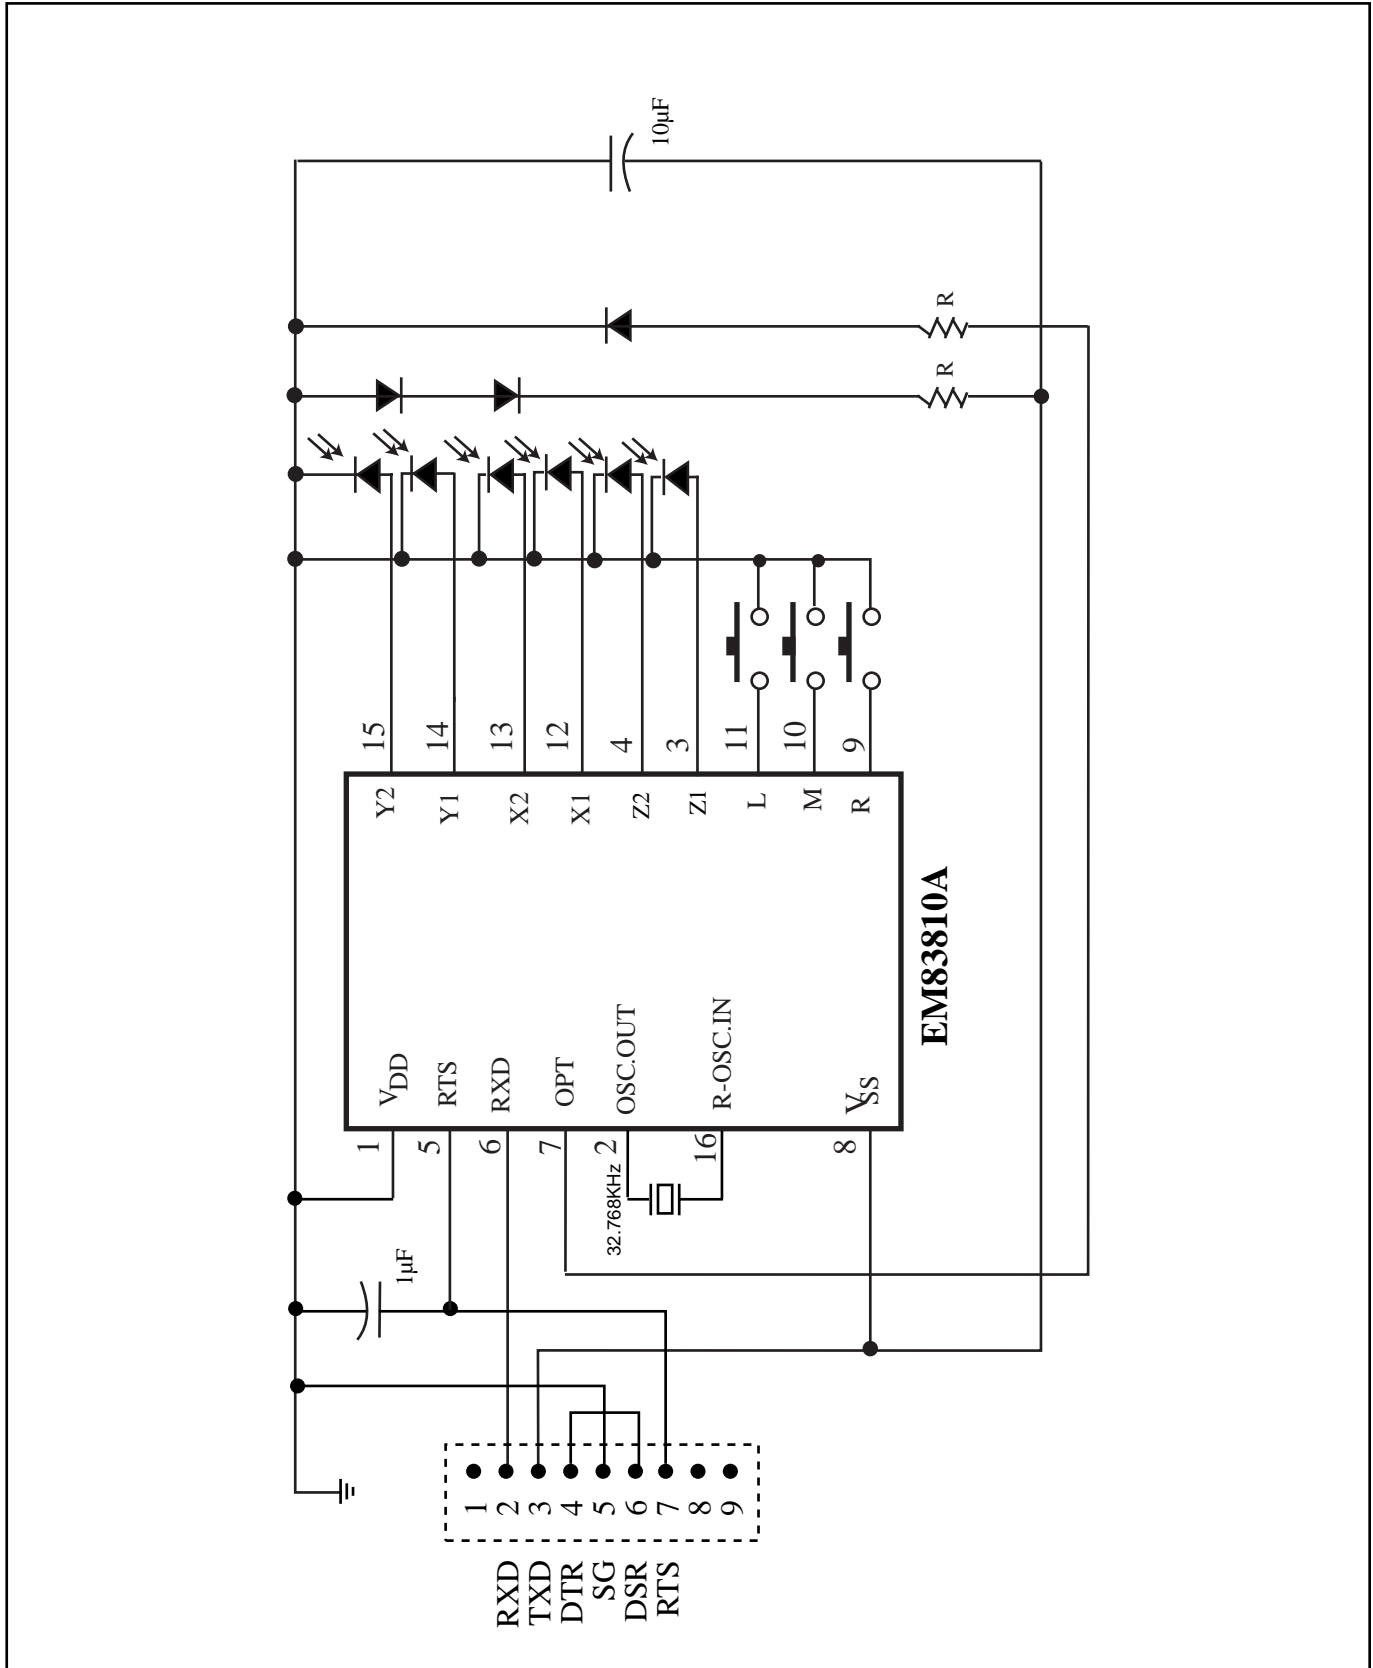 10µF
R
R
15
14
13
12
4
3
11
10
9
Y2
Y1
X2
X1
Z2
Z1
L
M
R
EM83810A
VDD
RTS
RXD
OPT
OSC.OUT
R-OSC.IN
VSS
1
5
6
7
2
16
8
32.768KHz
1µF
1
2
3
4
5
6
7
8
9
RXD
TXD
DTR
SG
DSR
RTS